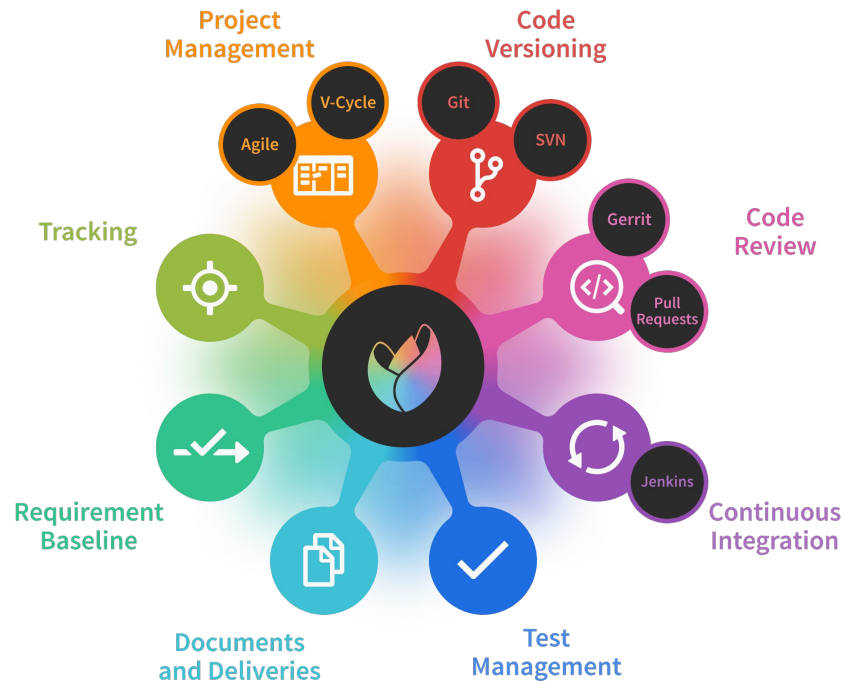 Project
Management
Code
Versioning
V-Cycle
Git
Agile
SVN
Gerrit
Code
Review
Tracking
Pull
Requests
Jenkins
Requirement
Baseline
Continuous
Integration
Documents
and Deliveries
Test
Management